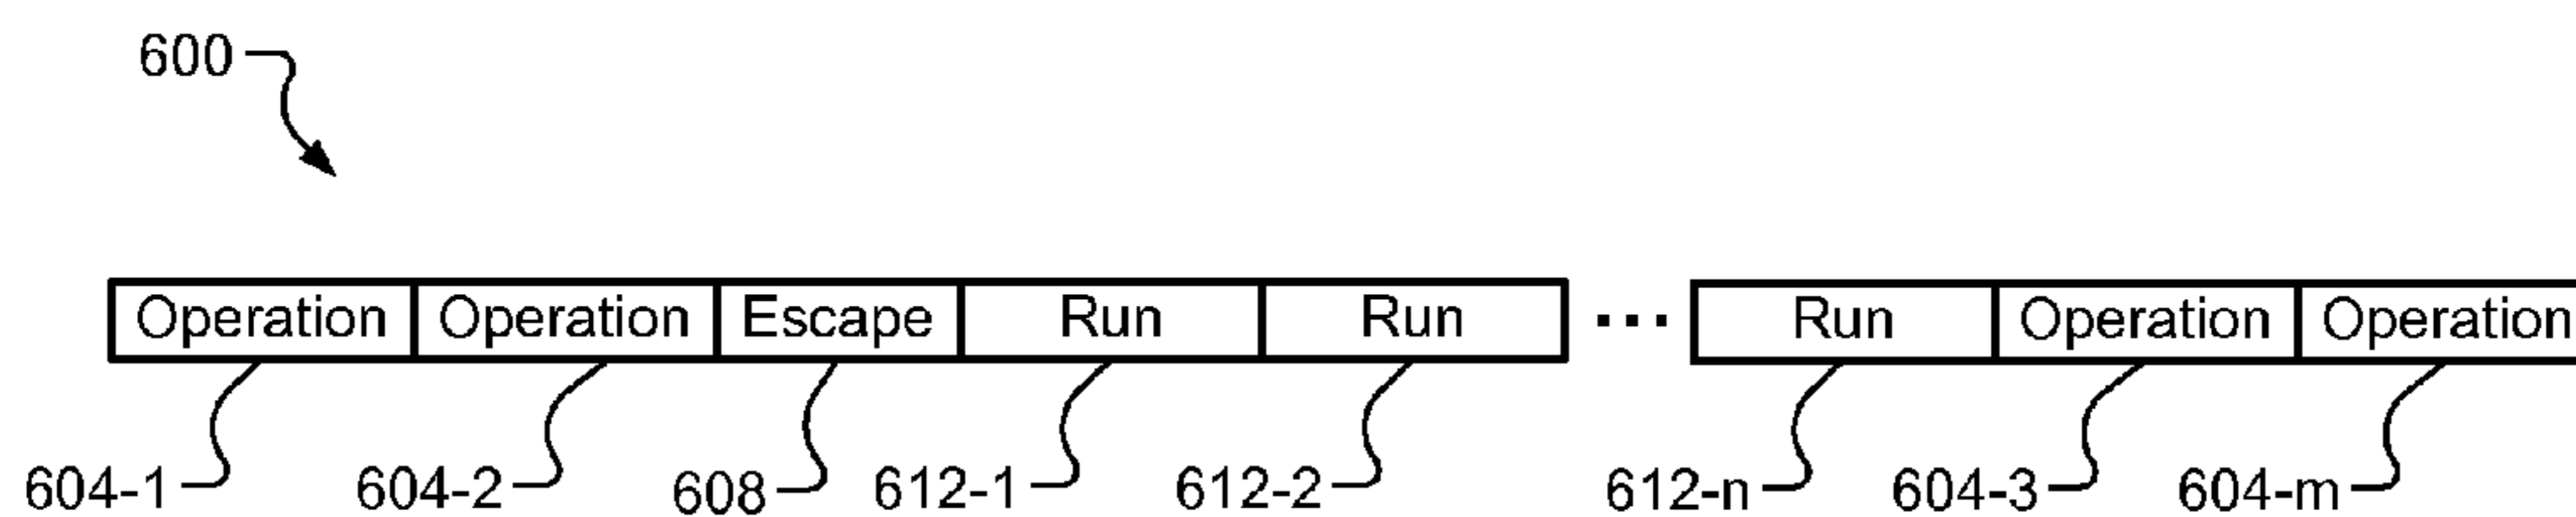 600
Operation Operation Escape Run Run ... Run Operation Operation
604-1 604-2 608 612-1 612-2 612-n 604-3 604-m